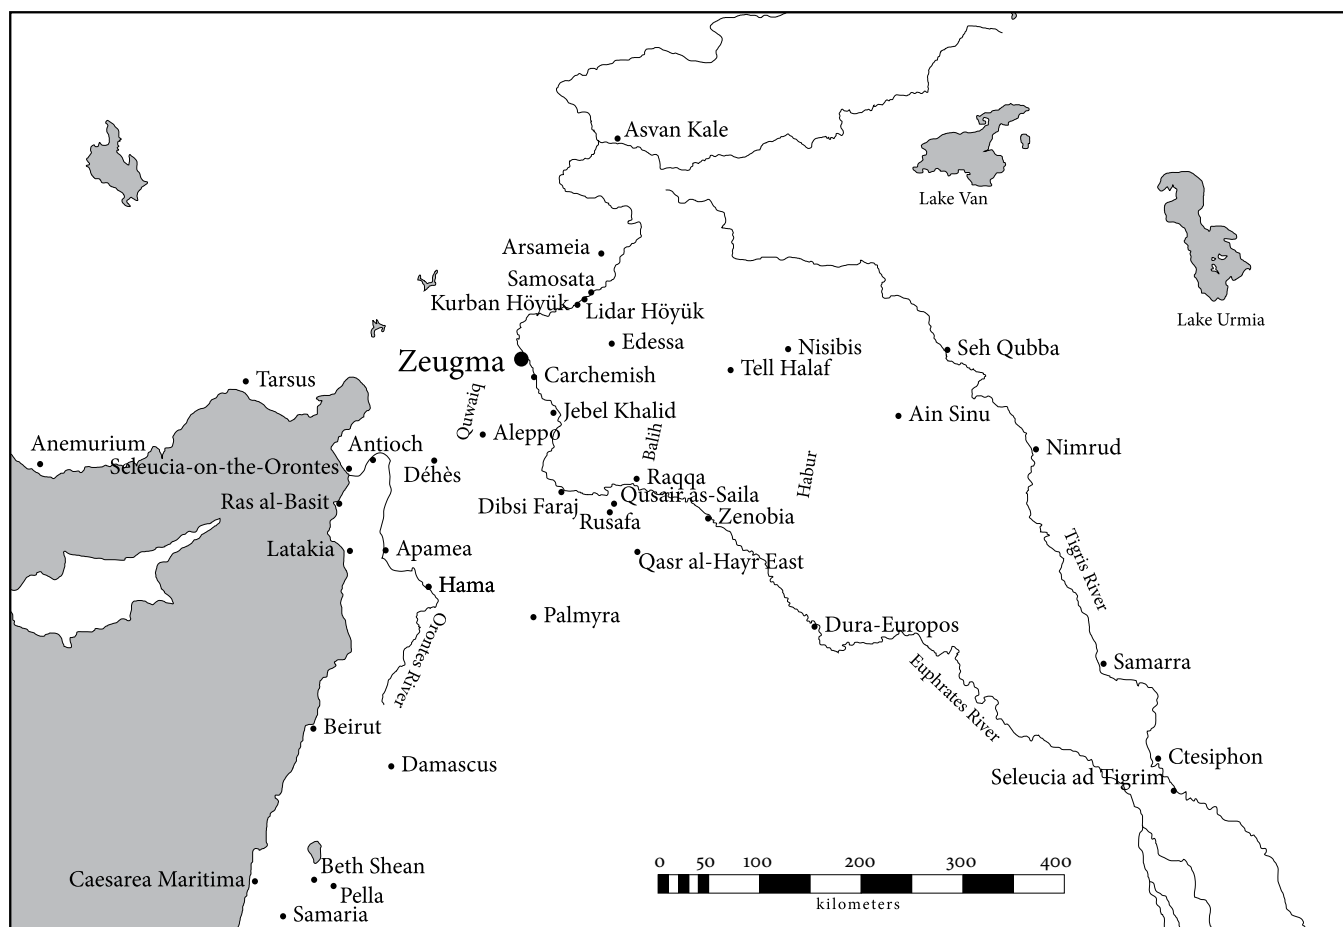 Asvan Kale
Lake Van
Arsameia
Samosata
Kurban Höyük
Lidar Höyük
Lake Urmia
Edessa
Nisibis
Seh Qubba
Zeugma
Tell Halaf
Tarsus
Carchemish
Quwaiq
Jebel Khalid
Ain Sinu
Aleppo
Balih
Anemurium
Antioch
Nimrud
Seleucia-on-the-Orontes
Déhès
Habur
Raqqa
Qusair as-Saila
Ras al-Basit
Dibsi Faraj
Rusafa
Zenobia
Latakia
Apamea
Qasr al-Hayr East
Tigris River
Hama
Palmyra
Dura-Europos
Orontes River
Samarra
Euphrates River
Beirut
Damascus
Ctesiphon
Seleucia ad Tigrim
0 50 100 200 300 400
kilometers
Beth Shean
Caesarea Maritima
Pella
Samaria